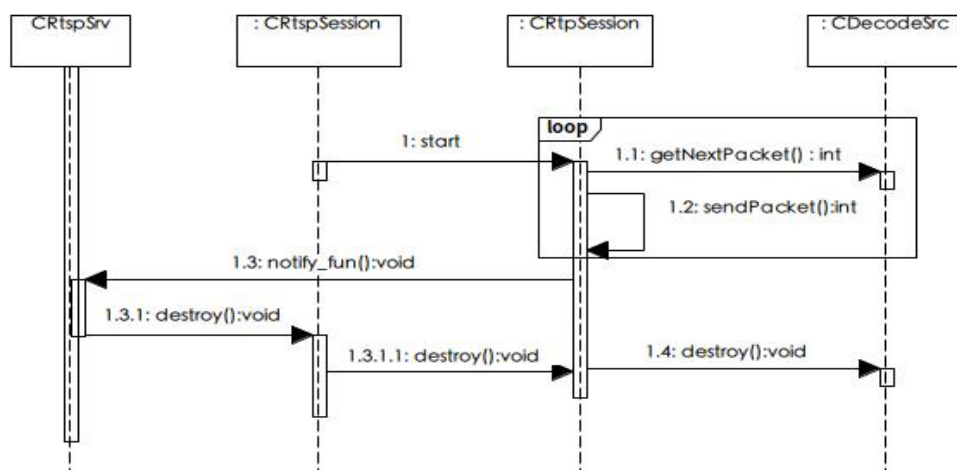 CRtspSrv
: CRtspSession
: CRtpSession
: CDecodeSrc
loop
1: start
1.1: getNextPacket() : int
1.2: sendPacket():int
1.3: notify_fun():void
1.3.1: destroy():void
1.3.1.1: destroy():void
1.4: destroy():void